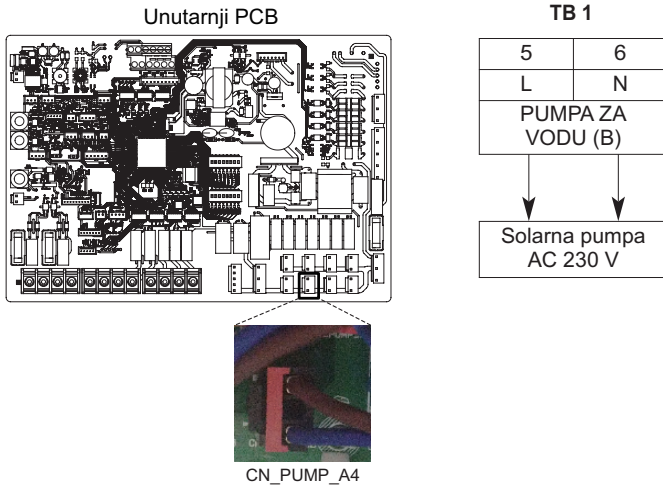 Unutarnji PCB
TB 1
5 6
L N
PUMPA ZA
VODU (B)
Solarna pumpa
AC 230 V
CN_PUMP_A4